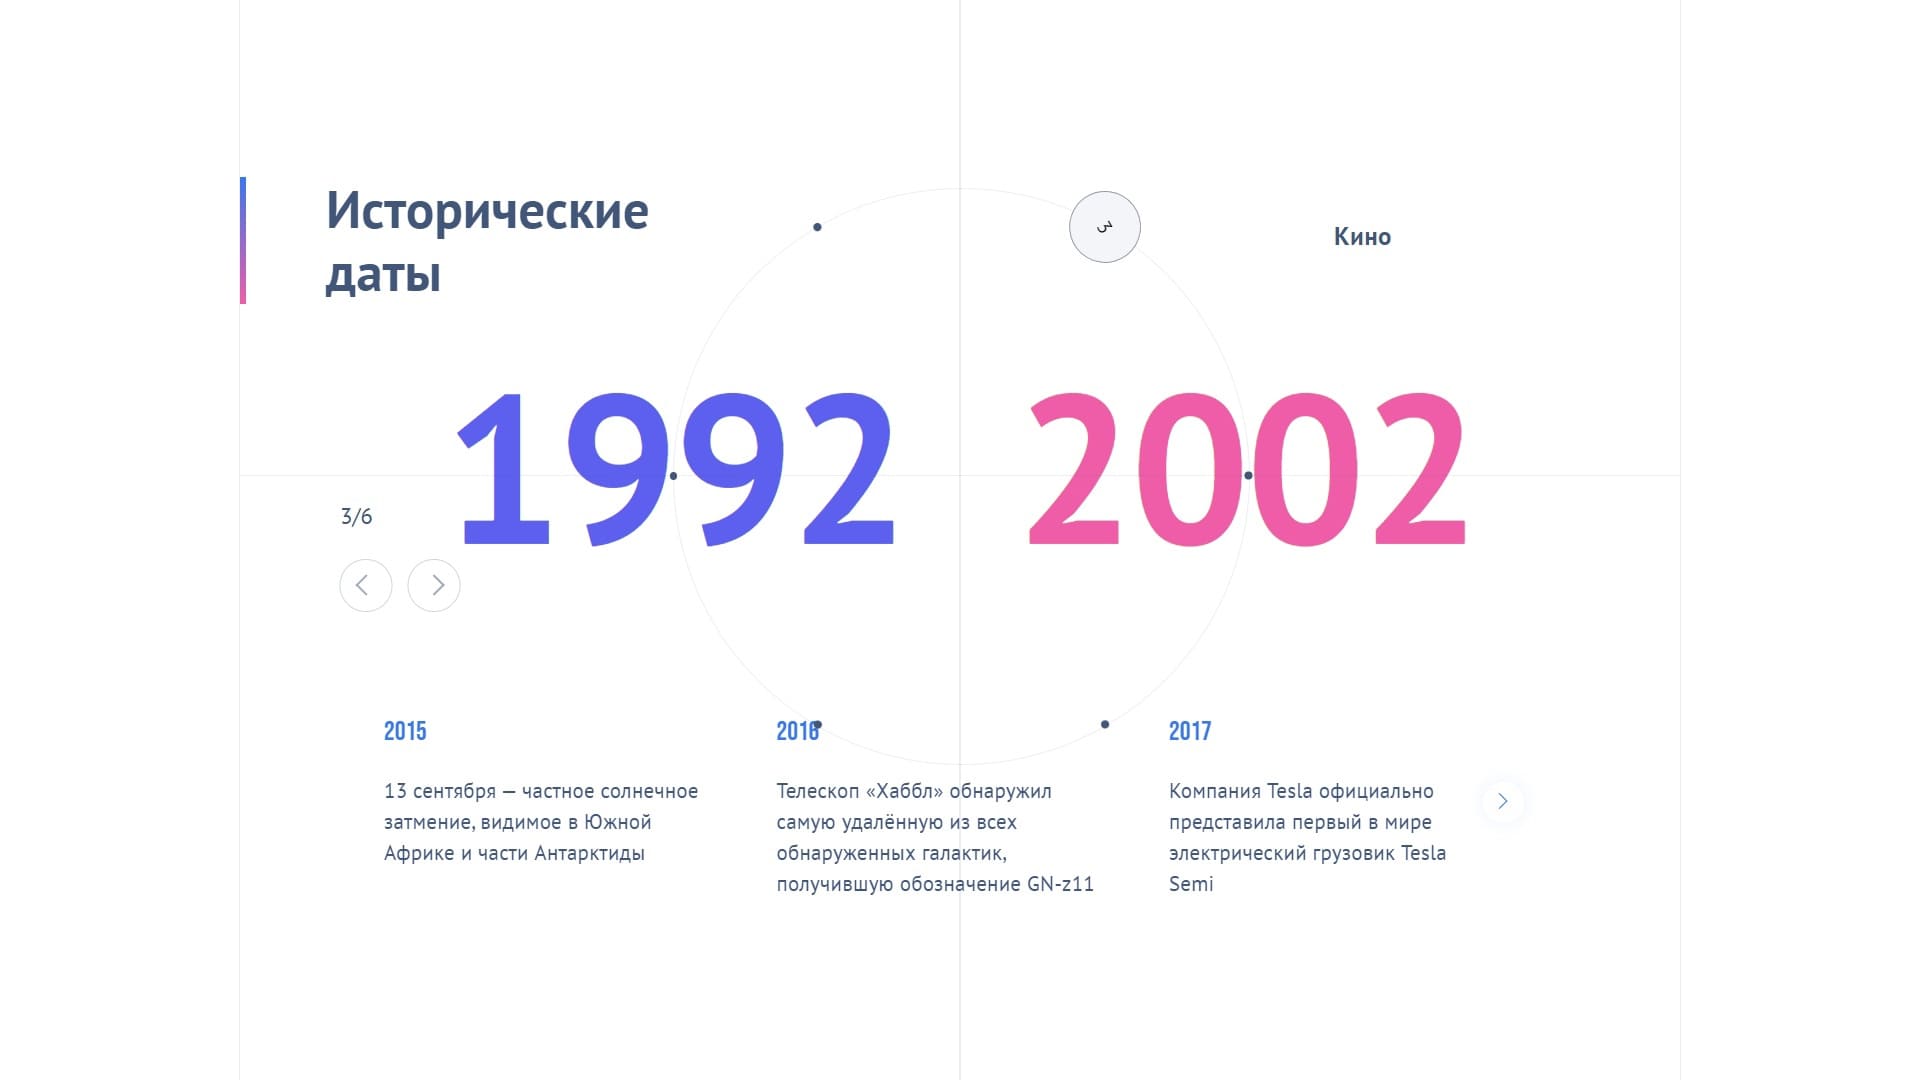 Исторические
даты
3
Кино
1992 2002
3/6
2015
13 сентября — частное солнечное
затмение, видимое в Южной
Африке и части Антарктиды
2016
Телескоп «Хаббл» обнаружил
самую удалённую из всех
обнаруженных галактик,
получившую обозначение GN-z11
2017
Компания Tesla официально
представила первый в мире
электрический грузовик Tesla
Semi